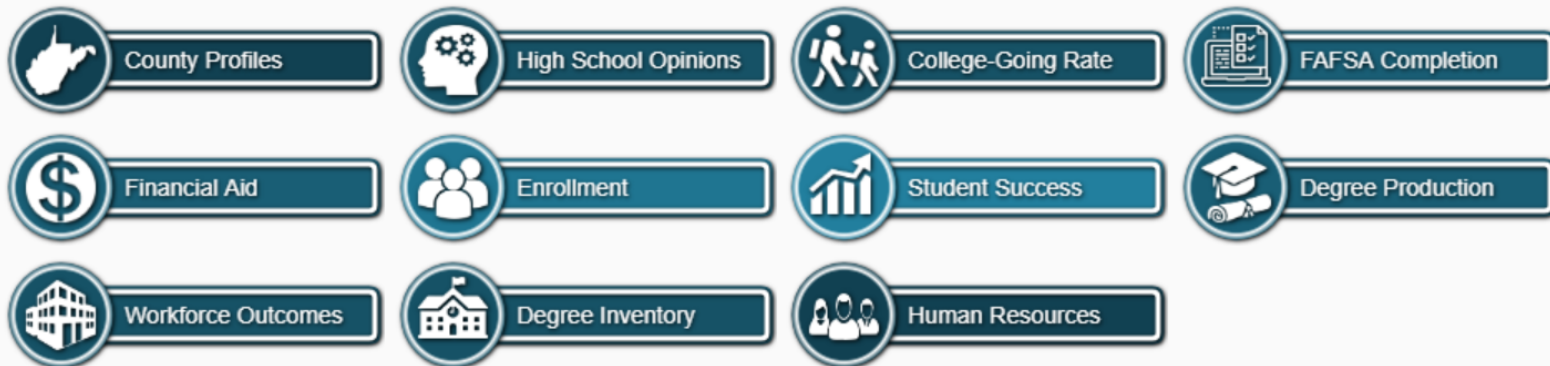 County Profiles
High School Opinions
College-Going Rate
FAFSA Completion
Financial Aid
Enrollment
Student Success
Degree Production
Workforce Outcomes
Degree Inventory
Human Resources